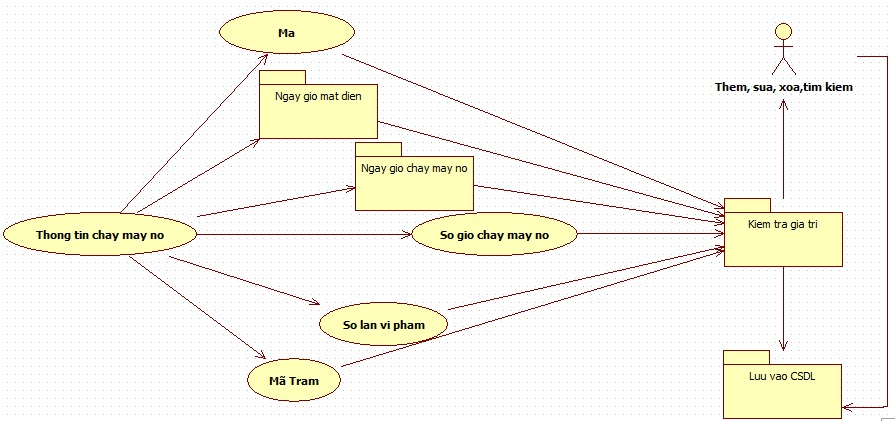 Ma
Them, sua, xoa,tim kiem
Ngay gio mat dien
Ngay gio chay may no
Kiem tra gia tri
Thong tin chay may no
So gio chay may no
So lan vi pham
Mã Tram
Luu vao CSDL